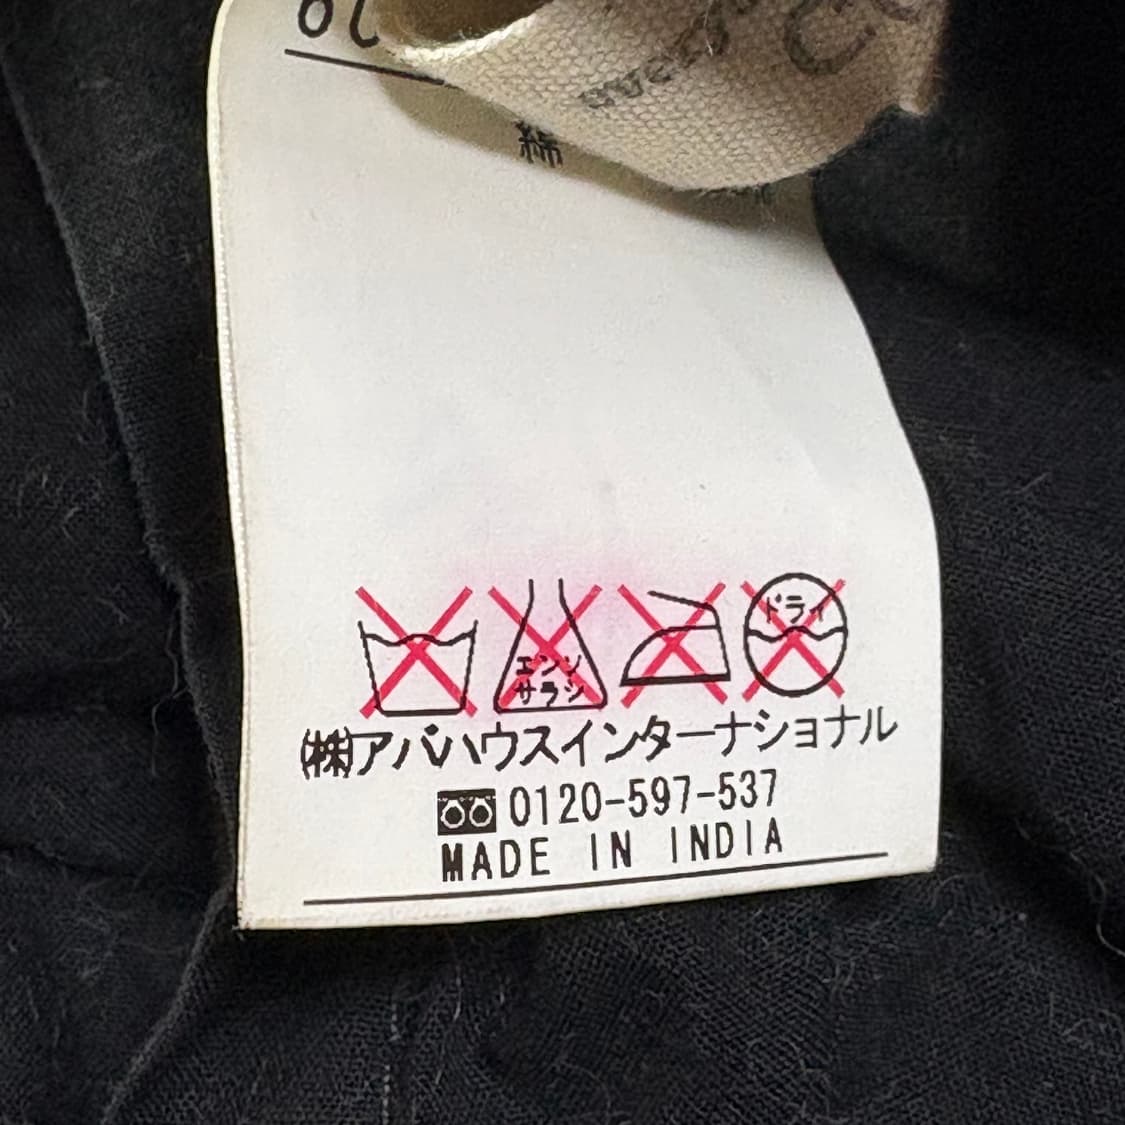 綿
エンソ
サラシ
ドライ
(株)アバハウスインターナショナル
0120-597-537
MADE IN INDIA